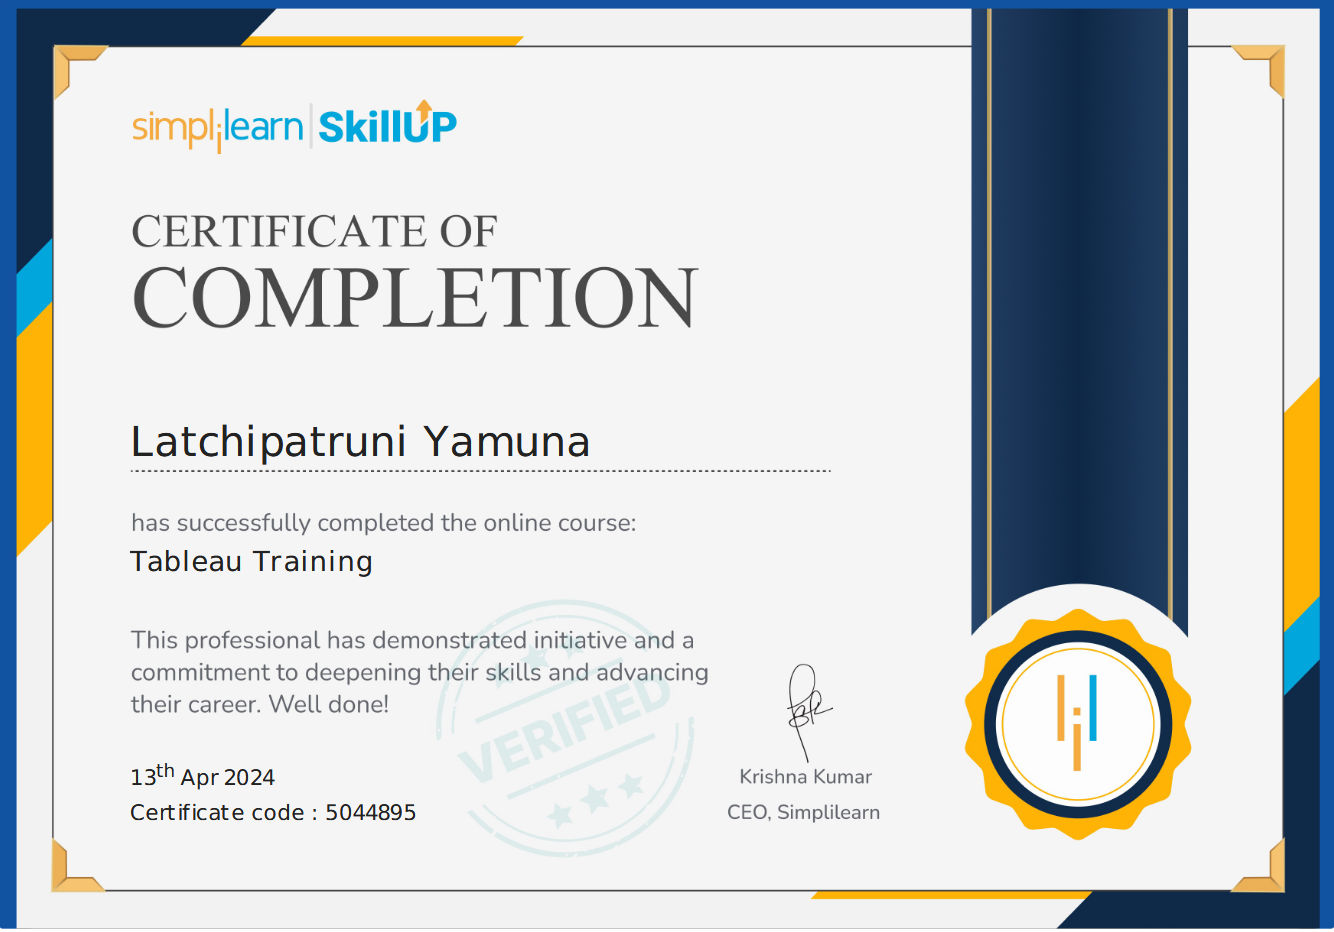 simplilearn | SkillUP
CERTIFICATE OF
COMPLETION
Latchipatruni Yamuna
has successfully completed the online course:
Tableau Training
This professional has demonstrated initiative and a
commitment to deepening their skills and advancing
their career. Well done!
VERIFIED
13th Apr 2024
Certificate code : 5044895
Krishna Kumar
CEO, Simplilearn